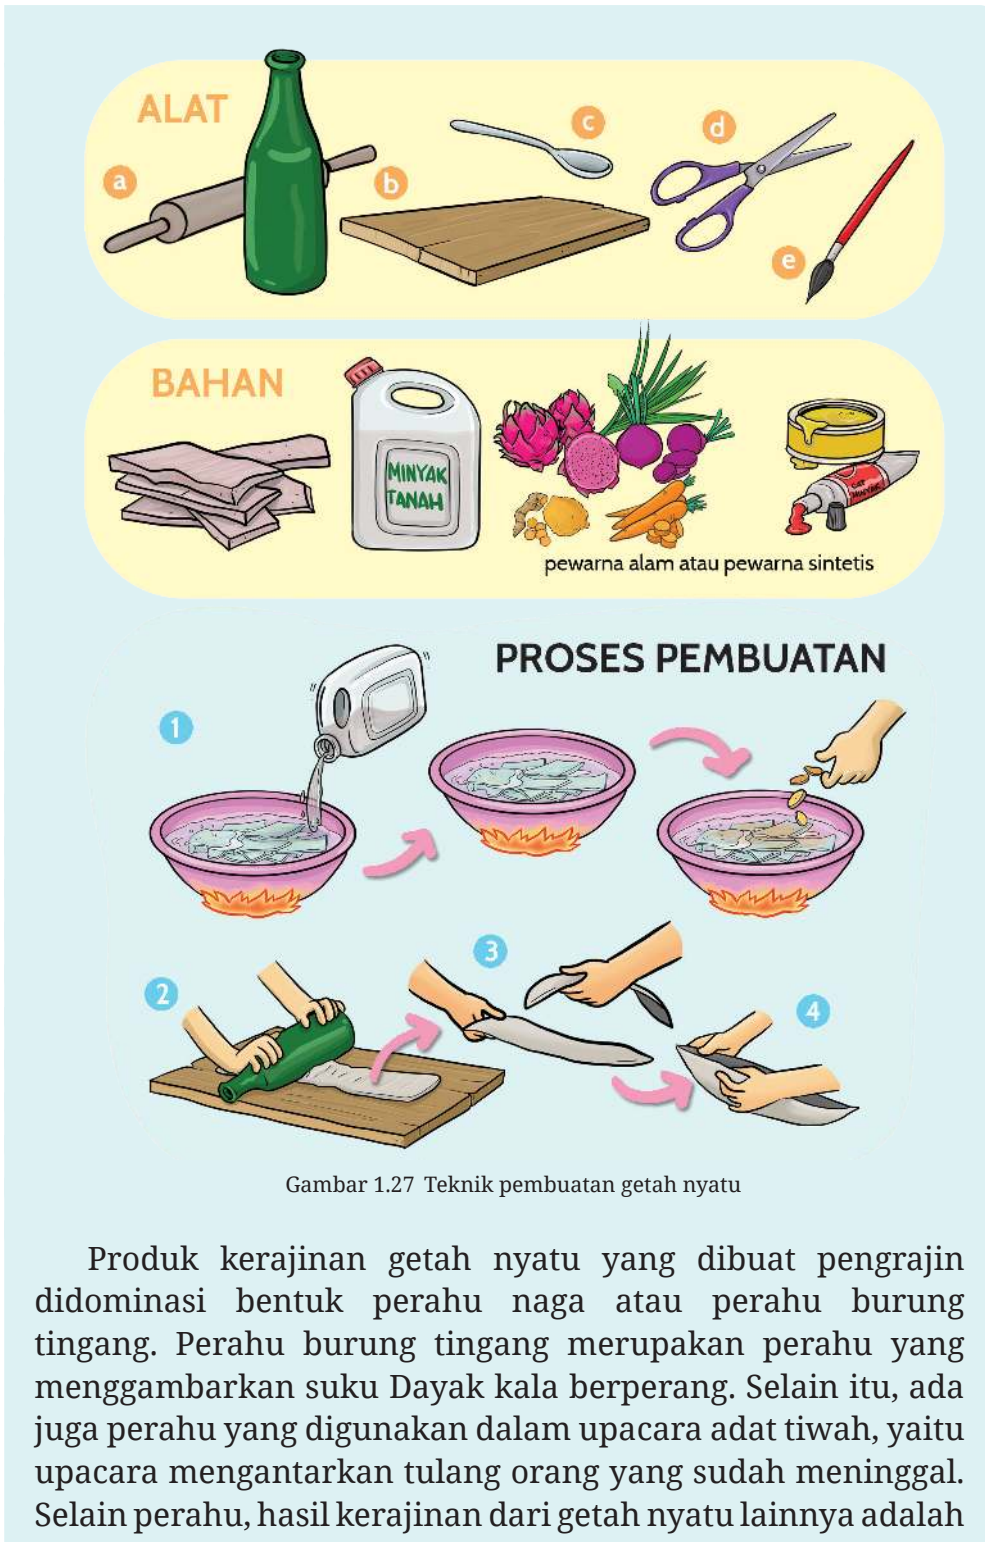 ALAT
a
b
c
d
e
BAHAN
MINYAK
TANAH
CAT
MINYAK
pewarna alam atau pewarna sintetis
PROSES PEMBUATAN
1
2
3
4
Gambar 1.27 Teknik pembuatan getah nyatu
Produk kerajinan getah nyatu yang dibuat pengrajin
didominasi bentuk perahu naga atau perahu burung
tingang. Perahu burung tingang merupakan perahu yang
menggambarkan suku Dayak kala berperang. Selain itu, ada
juga perahu yang digunakan dalam upacara adat tiwah, yaitu
upacara mengantarkan tulang orang yang sudah meninggal.
Selain perahu, hasil kerajinan dari getah nyatu lainnya adalah